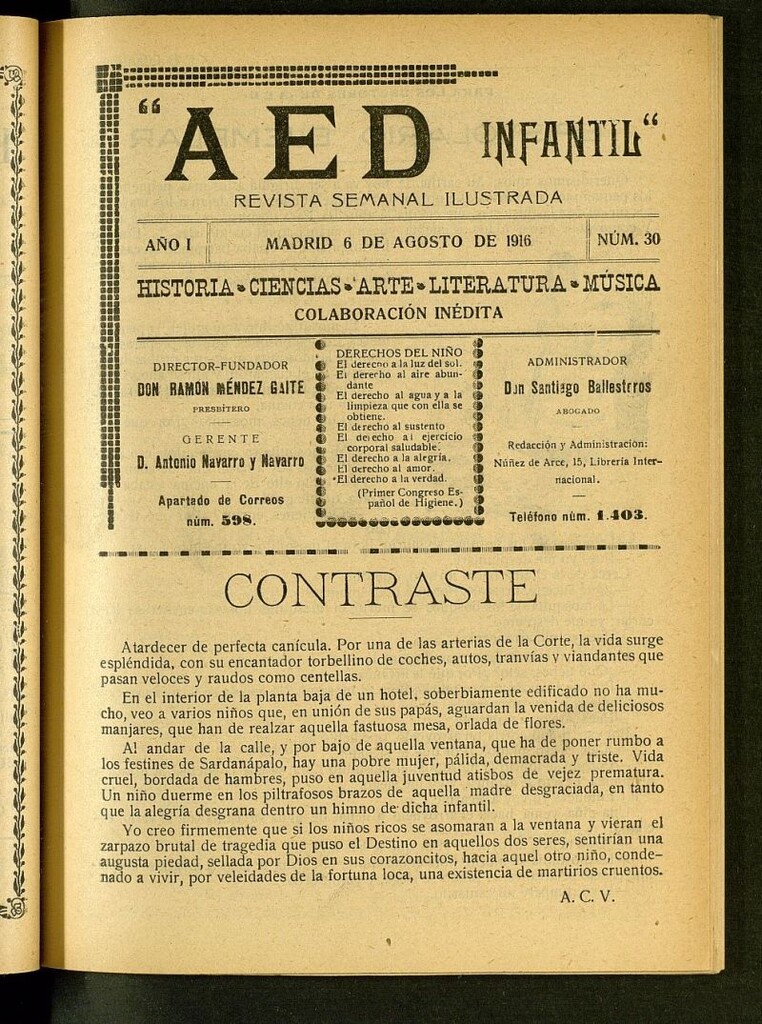 “AED INFANTIL“
REVISTA SEMANAL ILUSTRADA
AÑO I
MADRID 6 DE AGOSTO DE 1916
NÚM. 30
HISTORIA • CIENCIAS • ARTE • LITERATURA • MÚSICA
COLABORACIÓN INÉDITA
DIRECTOR-FUNDADOR
DON RAMON MÉNDEZ GAITE
PRESBÍTERO
GERENTE
D. Antonio Navarro y Navarro
Apartado de Correos
núm. 598.
DERECHOS DEL NIÑO
El derecho a la luz del sol.
El derecho al aire abun-
dante
El derecho al agua y a la
limpieza que con ella se
obtiene.
El derecho al sustento
El derecho al ejercicio
corporal saludable.
El derecho a la alegría.
El derecho al amor.
El derecho a la verdad.
(Primer Congreso Es-
pañol de Higiene.)
ADMINISTRADOR
Don Santiago Ballesteros
ABOGADO
Redacción y Administración:
Núñez de Arce, 15, Librería Inter-
nacional.
Teléfono núm. 1.403.
CONTRASTE
Atardecer de perfecta canícula. Por una de las arterias de la Corte, la vida surge
espléndida, con su encantador torbellino de coches, autos, tranvías y viandantes que
pasan veloces y raudos como centellas.
En el interior de la planta baja de un hotel, soberbiamente edificado no ha mu-
cho, veo a varios niños que, en unión de sus papás, aguardan la venida de deliciosos
manjares, que han de realzar aquella fastuosa mesa, orlada de flores.
Al andar de la calle, y por bajo de aquella ventana, que ha de poner rumbo a
los festines de Sardanápalo, hay una pobre mujer, pálida, demacrada y triste. Vida
cruel, bordada de hambres, puso en aquella juventud atisbos de vejez prematura.
Un niño duerme en los piltrafosos brazos de aquella madre desgraciada, en tanto
que la alegría desgrana dentro un himno de dicha infantil.
Yo creo firmemente que si los niños ricos se asomaran a la ventana y vieran el
zarpazo brutal de tragedia que puso el Destino en aquellos dos seres, sentirían una
augusta piedad, sellada por Dios en sus corazoncitos, hacia aquel otro niño, conde-
nado a vivir, por veleidades de la fortuna loca, una existencia de martirios cruentos.
A. C. V.